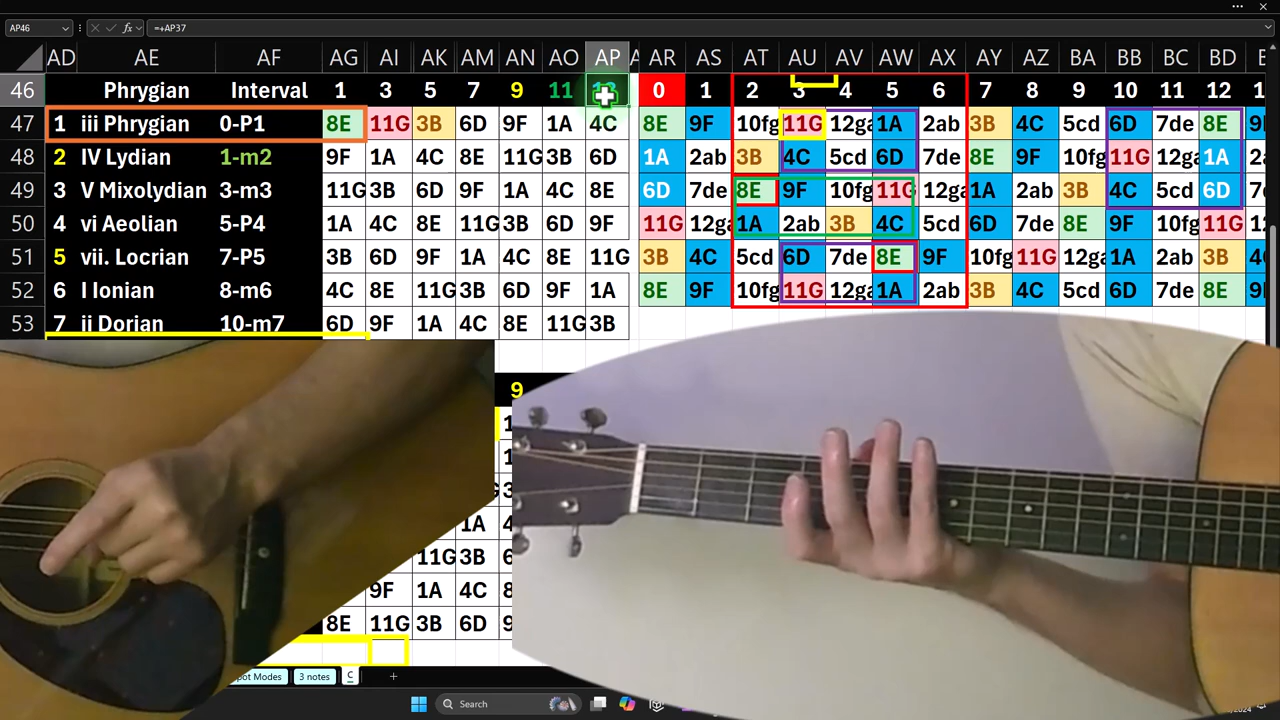 AP46 fx =+AP37
AD AE AF AG AI AK AM AN AO AP AR AS AT AU AV AW AX AY AZ BA BB BC BD
46 Phrygian Interval 1 3 5 7 9 11 0 1 2 3 4 5 6 7 8 9 10 11 12
47 1 iii Phrygian 0-P1 8E 11G 3B 6D 9F 1A 4C 8E 9F 10fg 11G 12ga 1A 2ab 3B 4C 5cd 6D 7de 8E
48 2 IV Lydian 1-m2 9F 1A 4C 8E 11G 3B 6D 1A 2ab 3B 4C 5cd 6D 7de 8E 9F 10fg 11G 12ga 1A
49 3 V Mixolydian 3-m3 11G 3B 6D 9F 1A 4C 8E 6D 7de 8E 9F 10fg 11G 12ga 1A 2ab 3B 4C 5cd 6D
50 4 vi Aeolian 5-P4 1A 4C 8E 11G 3B 6D 9F 11G 12ga 1A 2ab 3B 4C 5cd 6D 7de 8E 9F 10fg 11G
51 5 vii. Locrian 7-P5 3B 6D 9F 1A 4C 8E 11G 3B 4C 5cd 6D 7de 8E 9F 10fg 11G 12ga 1A 2ab 3B
52 6 I Ionian 8-m6 4C 8E 11G 3B 6D 9F 1A 8E 9F 10fg 11G 12ga 1A 2ab 3B 4C 5cd 6D 7de 8E
53 7 ii Dorian 10-m7 6D 9F 1A 4C 8E 11G 3B
9
1A
11G 3B
9F 1A 4C
8E 11G 3B 6D
pot Modes 3 notes C +
Search